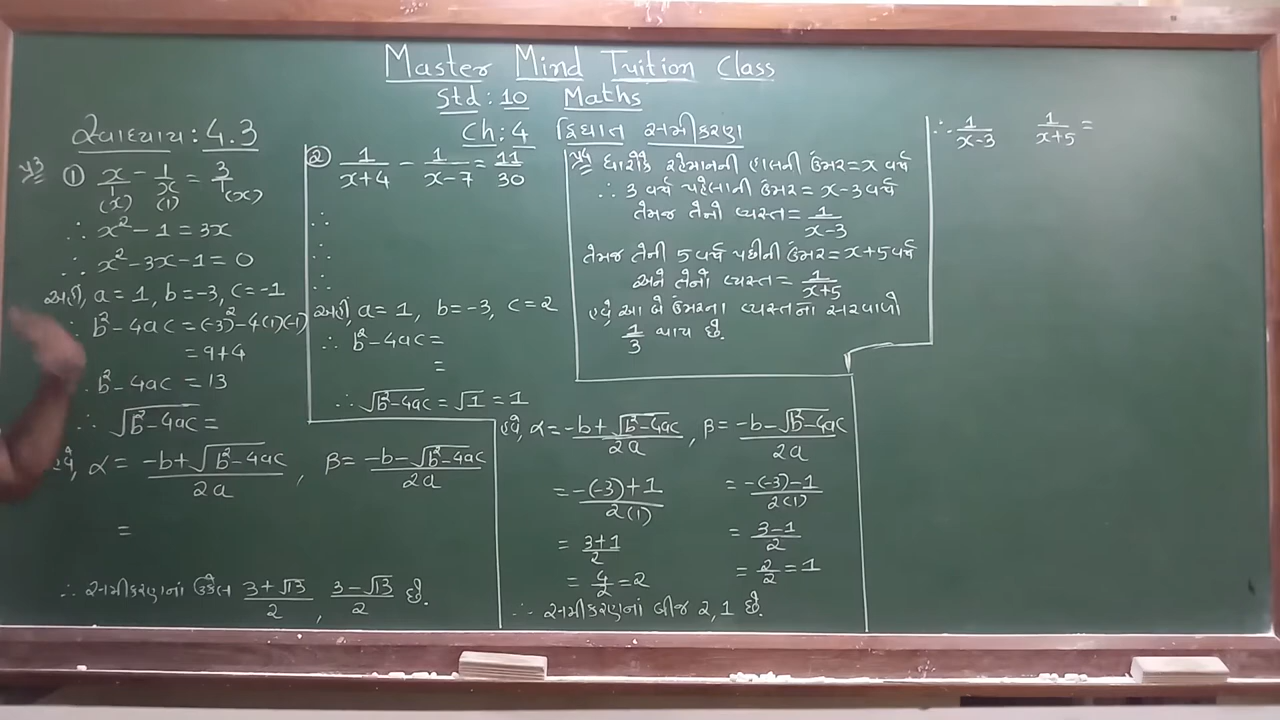 Master Mind Tuition Class
Std : 10 Maths
Ch : 4 દ્વિઘાત સમીકરણ
સ્વાધ્યાય : 4.3
પ્ર3 ① x/1 - 1/x = 3/1
(x) (1) (x)
∴ x² - 1 = 3x
∴ x² - 3x - 1 = 0
અહીં, a = 1, b = -3, c = -1
∴ b² - 4ac = (-3)² - 4(1)(-1)
= 9+4
∴ b² - 4ac = 13
∴ √(b² - 4ac) =
હવે, α = (-b+√(b² - 4ac))/2a , β = (-b-√(b² - 4ac))/2a
=
∴ સમીકરણનાં ઉકેલ (3+√13)/2 , (3-√13)/2 છે.
② 1/(x+4) - 1/(x-7) = 11/30
∴
∴
∴
અહીં, a = 1, b = -3, c = 2
∴ b² - 4ac =
=
∴ √(b² - 4ac) = √1 = 1
હવે, α = (-b+√(b² - 4ac))/2a , β = (-b-√(b² - 4ac))/2a
= (-(-3)+1)/2(1) = (-(-3)-1)/2(1)
= (3+1)/2 = (3-1)/2
= 4/2 = 2 = 2/2 = 1
∴ સમીકરણનાં બીજ 2, 1 છે.
પ્ર4 ધારોકે રહેમાનની હાલની ઉંમર = x વર્ષ
∴ 3 વર્ષ પહેલાની ઉંમર = x-3 વર્ષ
તેમજ તેનો વ્યસ્ત = 1/(x-3)
તેમજ તેની 5 વર્ષ પછીની ઉંમર = x+5 વર્ષ
અને તેનો વ્યસ્ત = 1/(x+5)
હવે આ બે ઉંમરના વ્યસ્તનો સરવાળો
1/3 થાય છે.
∴ 1/(x-3) 1/(x+5) =